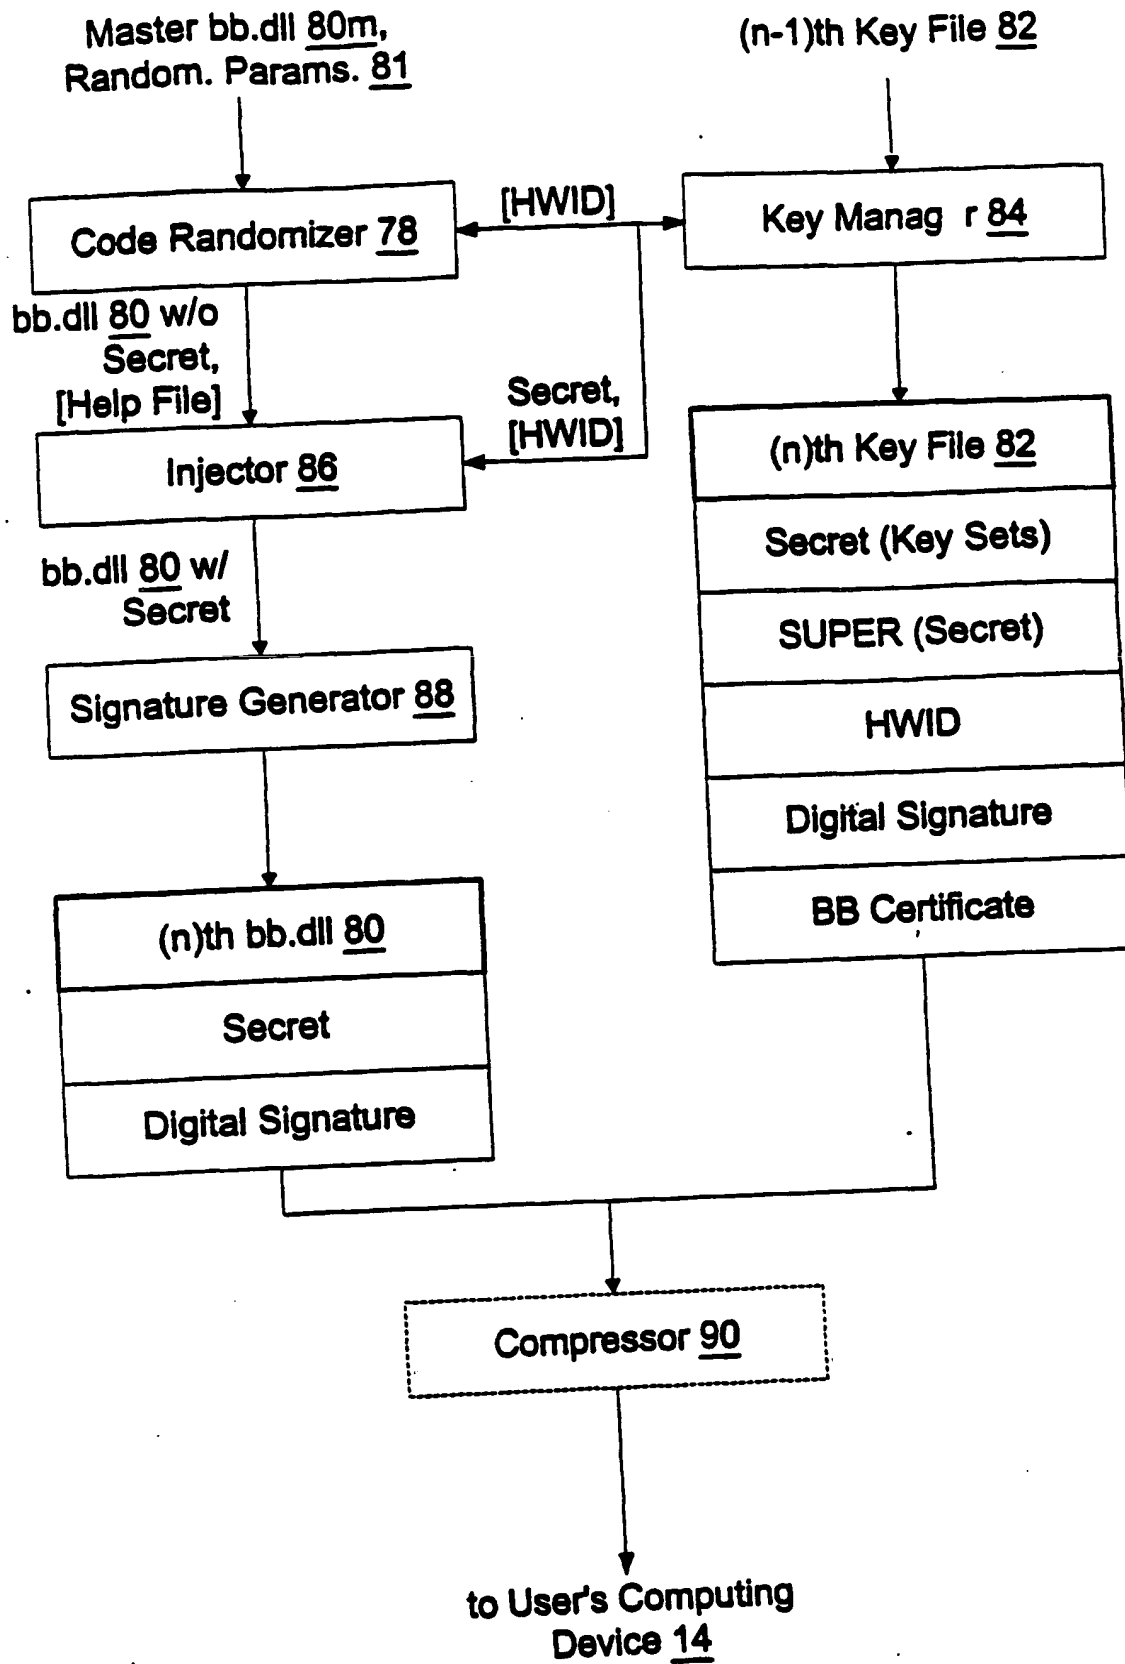 Master bb.dll 80m,
Random. Params. 81
(n-1)th Key File 82
[HWID]
Code Randomizer 78
Key Manag r 84
bb.dll 80 w/o
Secret,
[Help File]
Secret,
[HWID]
Injector 86
(n)th Key File 82
Secret (Key Sets)
SUPER (Secret)
HWID
Digital Signature
BB Certificate
bb.dll 80 w/
Secret
Signature Generator 88
(n)th bb.dll 80
Secret
Digital Signature
Compressor 90
to User's Computing
Device 14